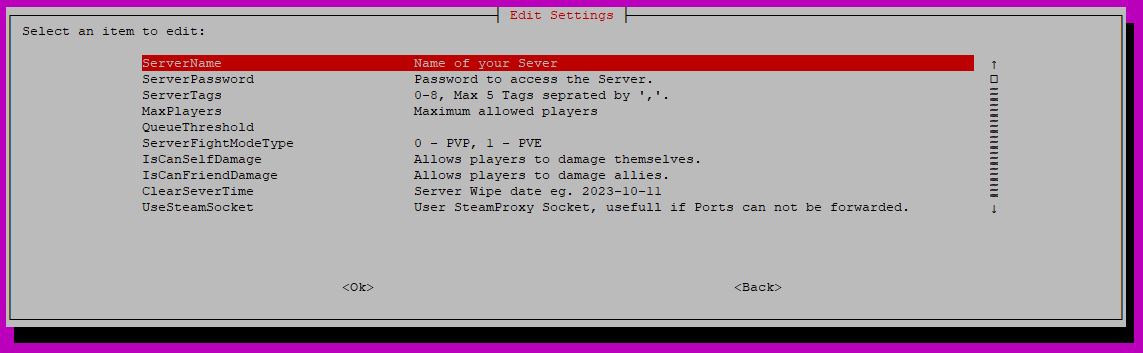 Edit Settings
Select an item to edit:
ServerName Name of your Sever
ServerPassword Password to access the Server.
ServerTags 0-8, Max 5 Tags seprated by ','.
MaxPlayers Maximum allowed players
QueueThreshold
ServerFightModeType 0 - PVP, 1 - PVE
IsCanSelfDamage Allows players to damage themselves.
IsCanFriendDamage Allows players to damage allies.
ClearSeverTime Server Wipe date eg. 2023-10-11
UseSteamSocket User SteamProxy Socket, usefull if Ports can not be forwarded.
<Ok> <Back>